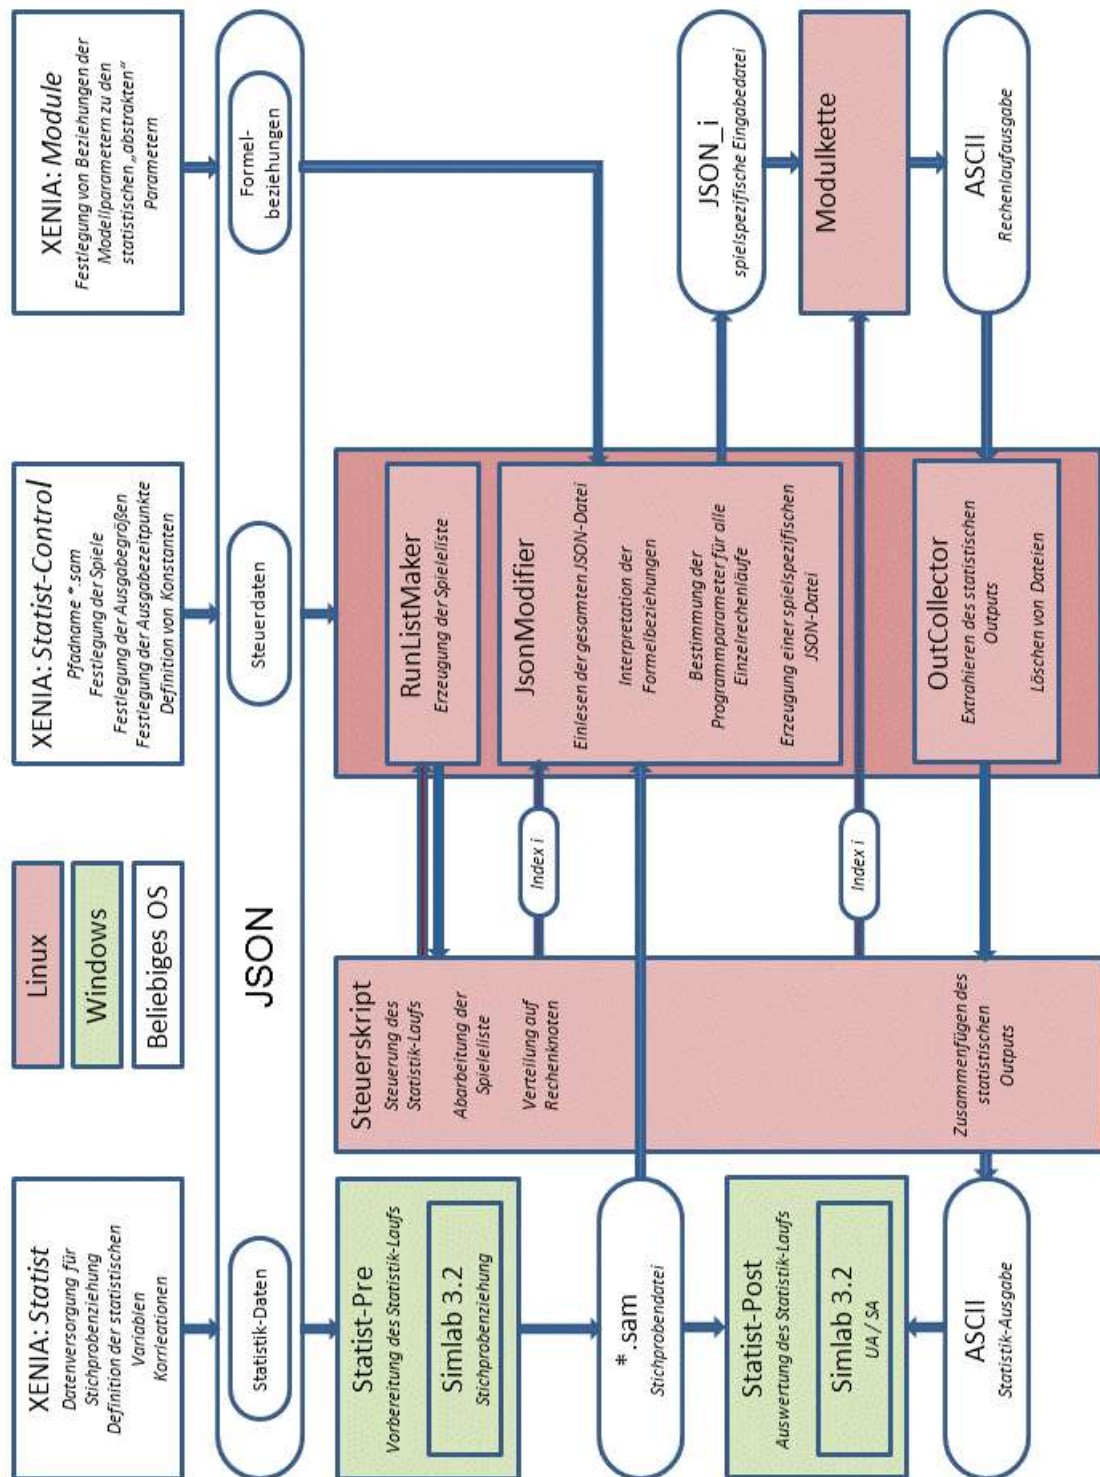 XENIA: Statist
Datenversorgung für
Stichprobenziehung
Definition der statistischen
Variablen
Korrleationen
Linux
Windows
Beliebiges OS
XENIA: Statist-Control
Pfadname *.sam
Festlegung der Spiele
Festlegung der Ausgabegrößen
Festlegung der Ausgabezeitpunkte
Definition von Konstanten
XENIA: Module
Festlegung von Beziehungen der
Modellparametern zu den
statistischen „abstrakten“
Parametern
Statistik-Daten
JSON
Steuerdaten
Formel-
beziehungen
Statist-Pre
Vorbereitung des Statistik-Laufs
Simlab 3.2
Stichprobenziehung
*.sam
Stichprobendatei
Statist-Post
Auswertung des Statistik-Laufs
Simlab 3.2
UA / SA
ASCII
Statistik-Ausgabe
Steuerskript
Steuerung des
Statistik-Laufs
Abarbeitung der
Spieleliste
Verteilung auf
Rechenknoten
Zusammenfügen des
statistischen
Outputs
Index i
Index i
RunListMaker
Erzeugung der Spieleliste
JsonModifier
Einlesen der gesamten JSON-Datei
Interpretation der
Formelbeziehungen
Bestimmung der
Programmparameter für alle
Einzelrechenläufe
Erzeugung einer spielspezifischen
JSON-Datei
OutCollector
Extrahieren des statistischen
Outputs
Löschen von Dateien
JSON_i
spielspezifische Eingabedatei
Modulkette
ASCII
Rechenlaufausgabe